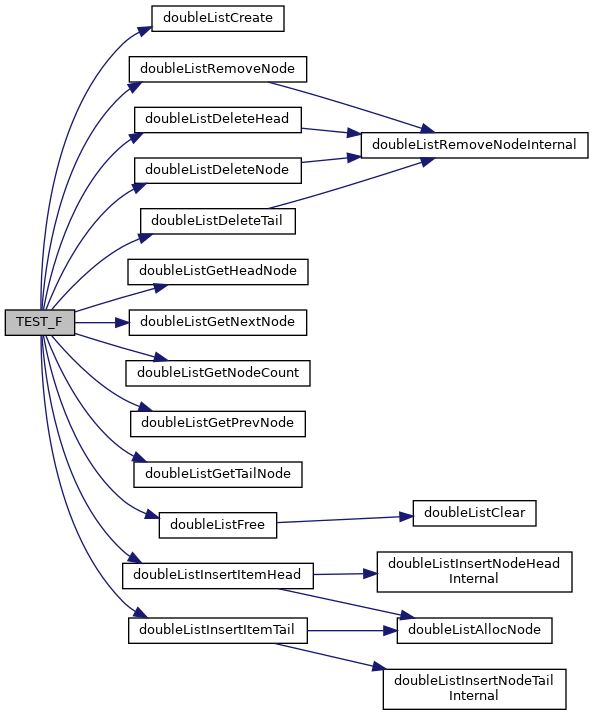 doubleListCreate
doubleListRemoveNode
doubleListDeleteHead
doubleListRemoveNodeInternal
doubleListDeleteNode
doubleListDeleteTail
doubleListGetHeadNode
TEST_F
doubleListGetNextNode
doubleListGetNodeCount
doubleListGetPrevNode
doubleListGetTailNode
doubleListFree
doubleListClear
doubleListInsertItemHead
doubleListInsertNodeHead
Internal
doubleListInsertItemTail
doubleListAllocNode
doubleListInsertNodeTail
Internal